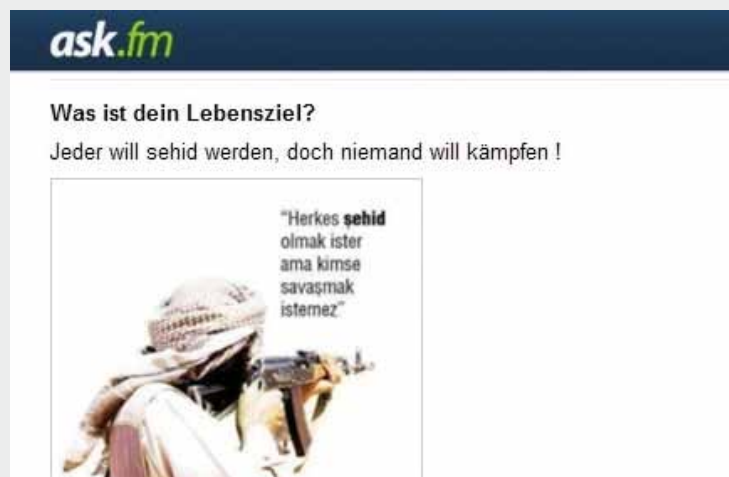 ask.fm
Was ist dein Lebensziel?
Jeder will sehid werden, doch niemand will kämpfen !
"Herkes şehid
olmak ister
ama kimse
savaşmak
istemez"